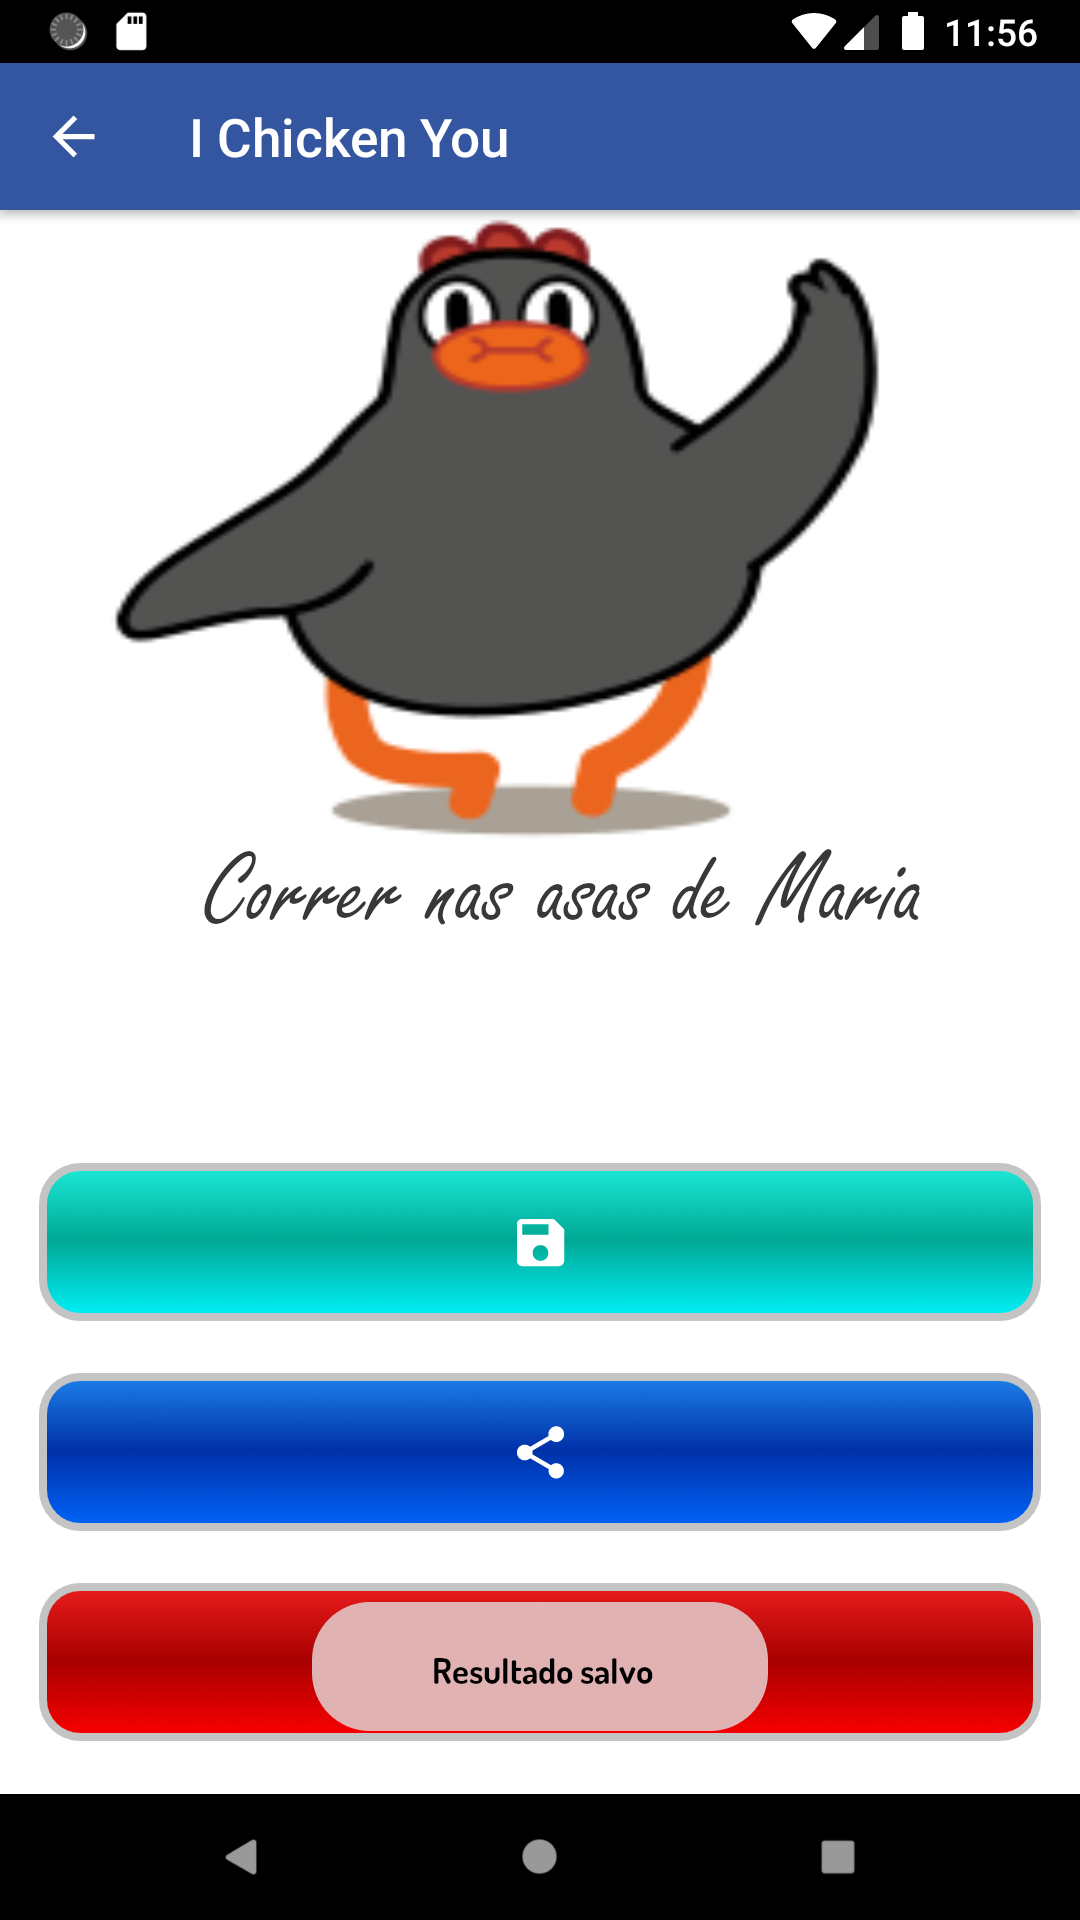 11:56
I Chicken You
Correr nas asas de Maria
Resultado salvo